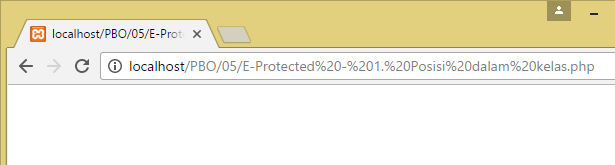 localhost/PBO/05/E-Prote
localhost/PBO/05/E-Protected%20-%201.%20Posisi%20dalam%20kelas.php